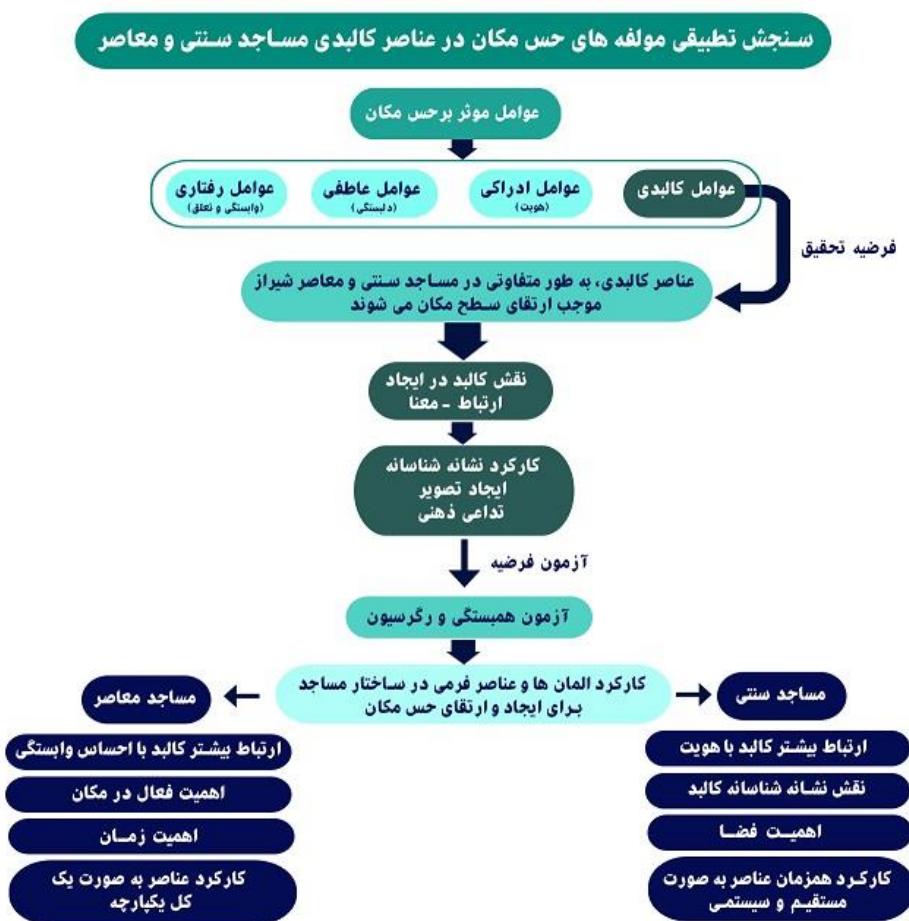 سنجش تطبیقی مولفه های حس مکان در عناصر کالبدی مساجد سنتی و معاصر
عوامل موثر برحس مکان
عوامل کالبدی
عوامل ادراکی
(هویت)
عوامل عاطفی
(دلبستگی)
عوامل رفتاری
(وابستگی و تعلق)
فرضیه تحقیق
عناصر کالبدی، به طور متفاوتی در مساجد سنتی و معاصر شیراز
موجب ارتقای سطح مکان می شوند
نقش کالبد در ایجاد
ارتباط - معنا
کارکرد نشانه شناسانه
ایجاد تصویر
تداعی ذهنی
آزمون فرضیه
آزمون همبستگی و رگرسیون
کارکرد المان ها و عناصر فرمی در ساختار مساجد
برای ایجاد و ارتقای حس مکان
مساجد سنتی
ارتباط بیشتر کالبد با هویت
نقش نشانه شناسانه کالبد
اهمیت فضا
کارکرد همزمان عناصر به صورت
مستقیم و سیستمی
مساجد معاصر
ارتباط بیشتر کالبد با احساس وابستگی
اهمیت فعال در مکان
اهمیت زمان
کارکرد عناصر به صورت یک
کل یکپارچه